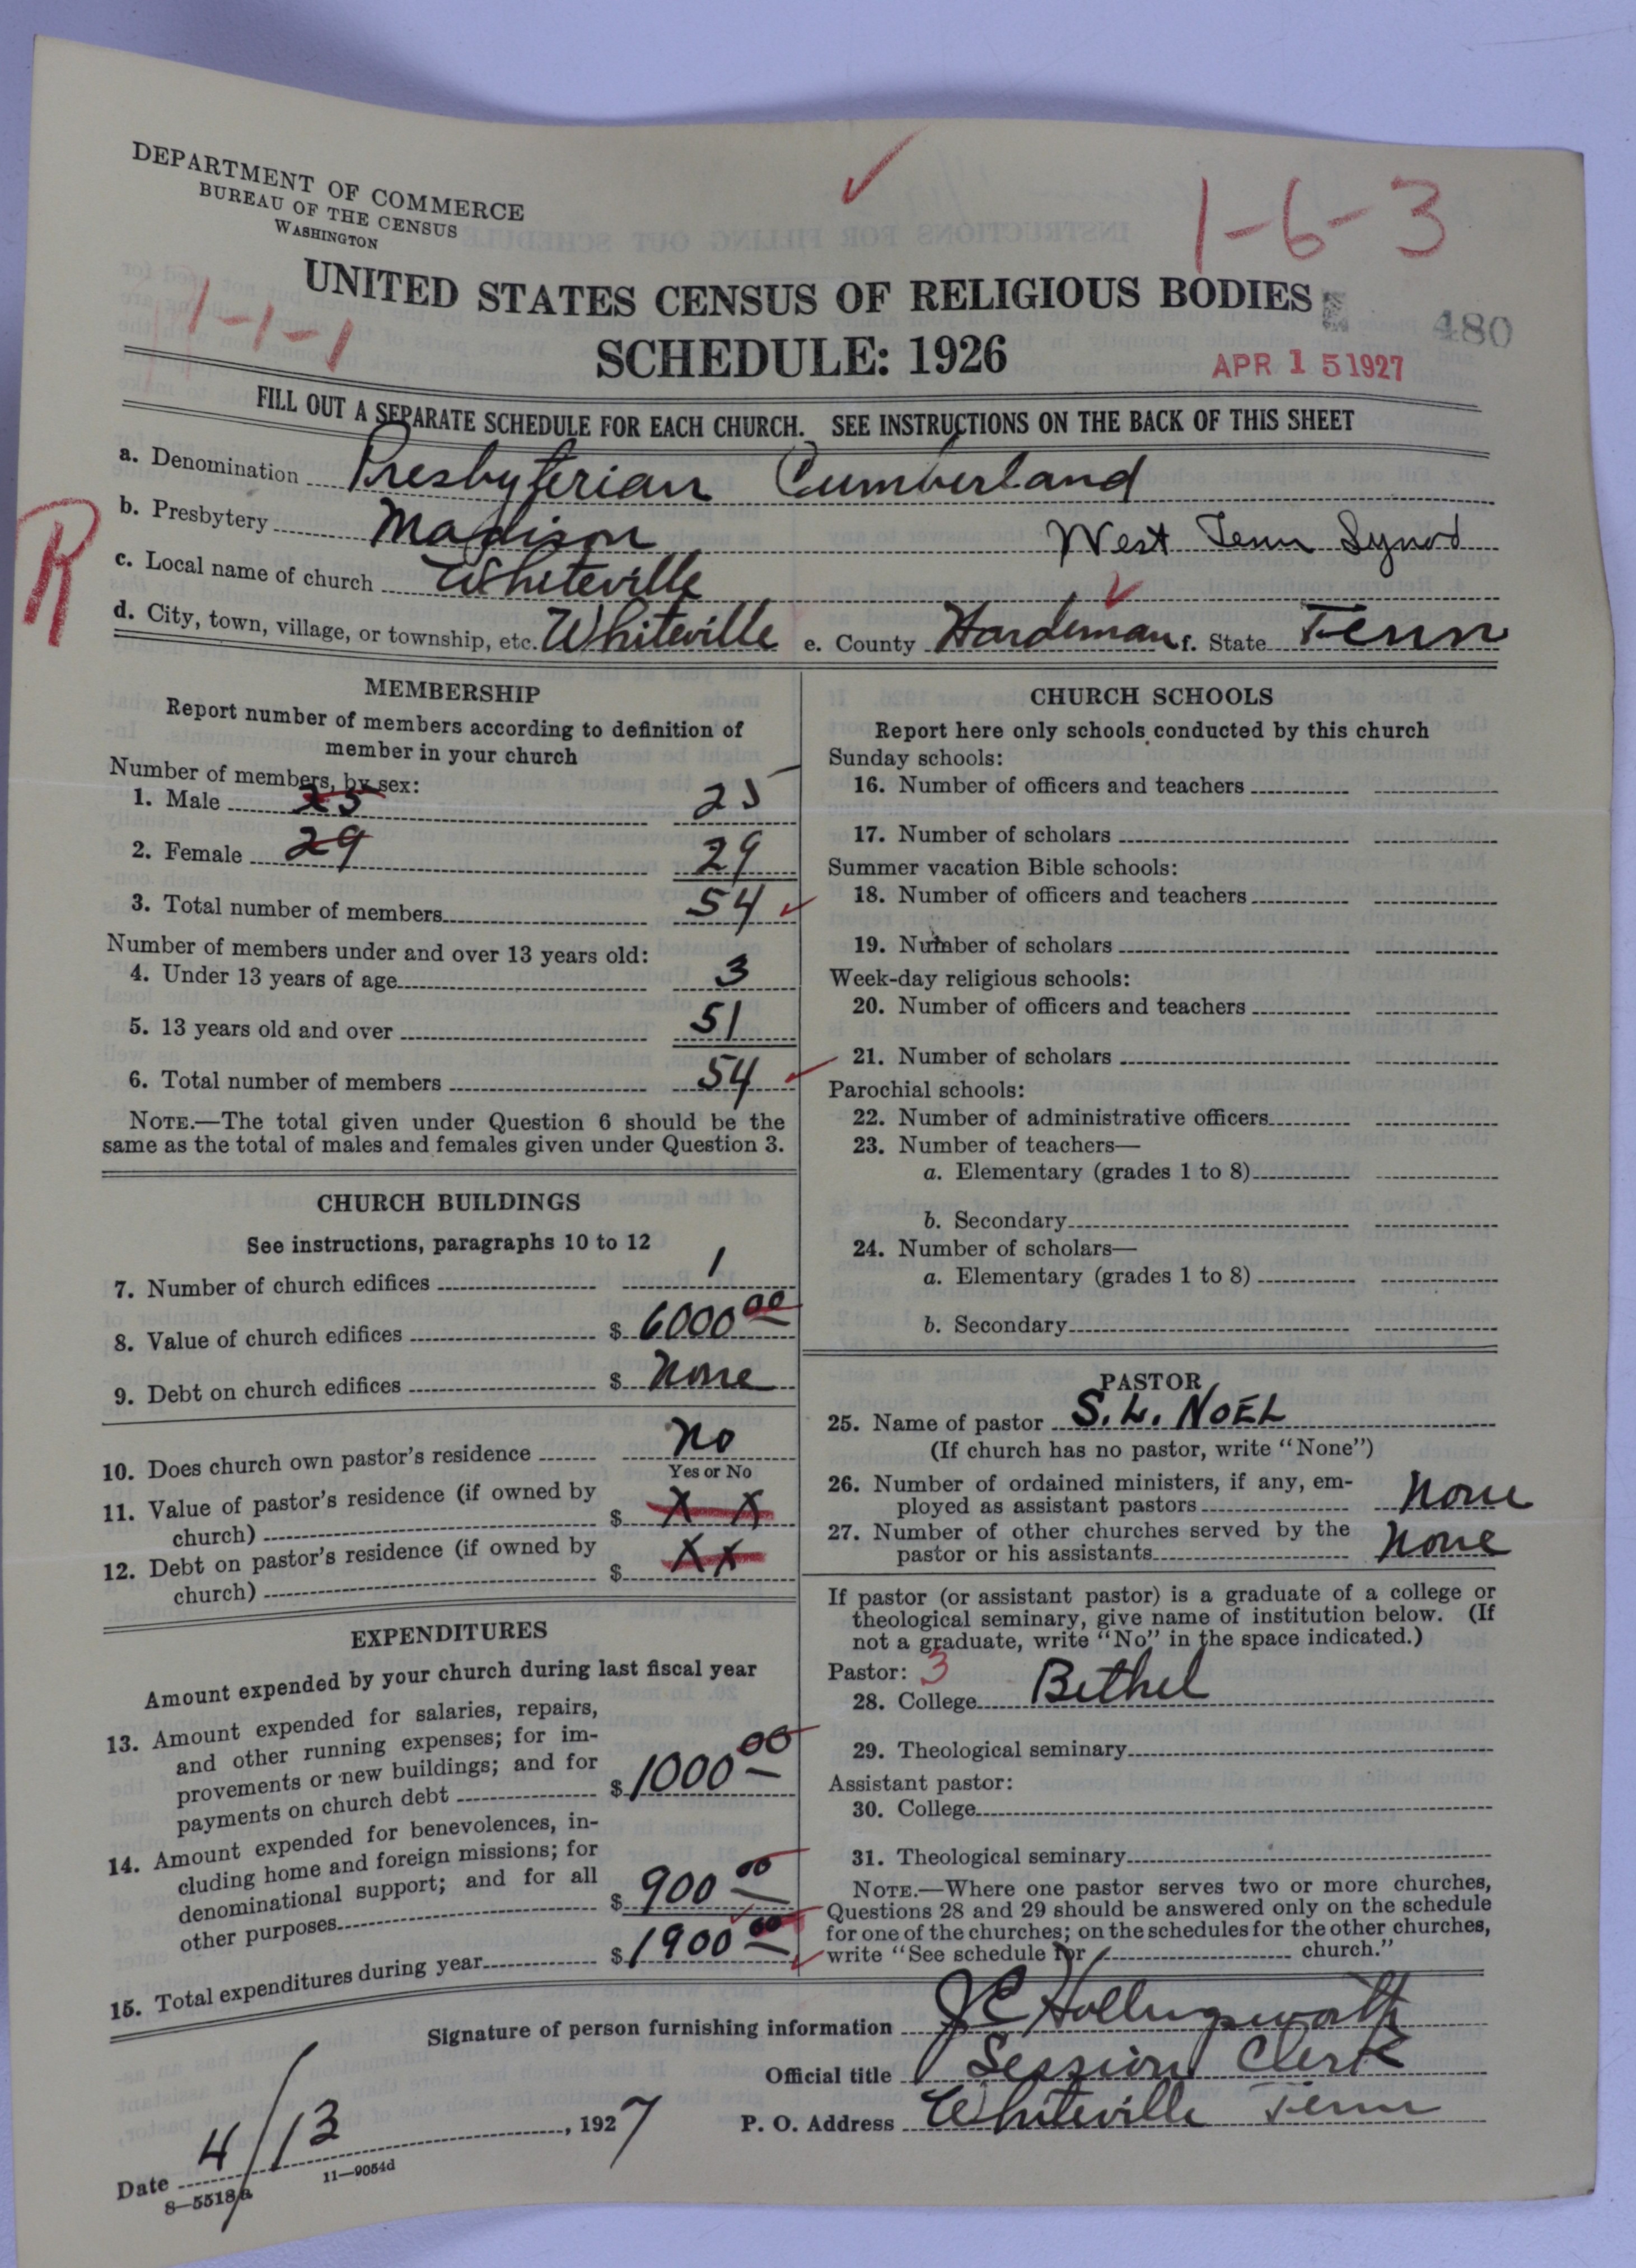 DEPARTMENT OF COMMERCE
BUREAU OF THE CENSUS
WASHINGTON
1-6-3
UNITED STATES CENSUS OF RELIGIOUS BODIES
1-1-1
480
SCHEDULE: 1926
APR 15 1927
FILL OUT A SEPARATE SCHEDULE FOR EACH CHURCH. SEE INSTRUCTIONS ON THE BACK OF THIS SHEET
a. Denomination Presbyterian Cumberland
b. Presbytery Madison West Tenn Synod
R
c. Local name of church Whiteville
d. City, town, village, or township, etc. Whiteville e. County Hardeman f. State Tenn
MEMBERSHIP
Report number of members according to definition of
member in your church
Number of members, by sex:
1. Male 25 25
2. Female 29 29
3. Total number of members 54
Number of members under and over 13 years old:
4. Under 13 years of age 3
5. 13 years old and over 51
6. Total number of members 54
NOTE.—The total given under Question 6 should be the
same as the total of males and females given under Question 3.
CHURCH BUILDINGS
See instructions, paragraphs 10 to 12
7. Number of church edifices 1
8. Value of church edifices $ 6000 00
9. Debt on church edifices $ None
10. Does church own pastor's residence No
Yes or No
11. Value of pastor's residence (if owned by
church) $ X X
12. Debt on pastor's residence (if owned by
church) $ X X
EXPENDITURES
Amount expended by your church during last fiscal year
13. Amount expended for salaries, repairs,
and other running expenses; for im-
provements or new buildings; and for
payments on church debt $ 1000 00
14. Amount expended for benevolences, in-
cluding home and foreign missions; for
denominational support; and for all
other purposes $ 900 00
15. Total expenditures during year $ 1900 00
CHURCH SCHOOLS
Report here only schools conducted by this church
Sunday schools:
16. Number of officers and teachers
17. Number of scholars
Summer vacation Bible schools:
18. Number of officers and teachers
19. Number of scholars
Week-day religious schools:
20. Number of officers and teachers
21. Number of scholars
Parochial schools:
22. Number of administrative officers
23. Number of teachers—
a. Elementary (grades 1 to 8)
b. Secondary
24. Number of scholars—
a. Elementary (grades 1 to 8)
b. Secondary
PASTOR
25. Name of pastor S. L. NOEL
(If church has no pastor, write "None")
26. Number of ordained ministers, if any, em-
ployed as assistant pastors None
27. Number of other churches served by the
pastor or his assistants None
If pastor (or assistant pastor) is a graduate of a college or
theological seminary, give name of institution below. (If
not a graduate, write "No" in the space indicated.)
Pastor: 3
28. College Bethel
29. Theological seminary
Assistant pastor:
30. College
31. Theological seminary
NOTE.—Where one pastor serves two or more churches,
Questions 28 and 29 should be answered only on the schedule
for one of the churches; on the schedules for the other churches,
write "See schedule for church."
Signature of person furnishing information J C Hollingsworth
Official title Session Clerk
Date 4/13, 1927 P. O. Address Whiteville Tenn
8—5518a 11—9054d